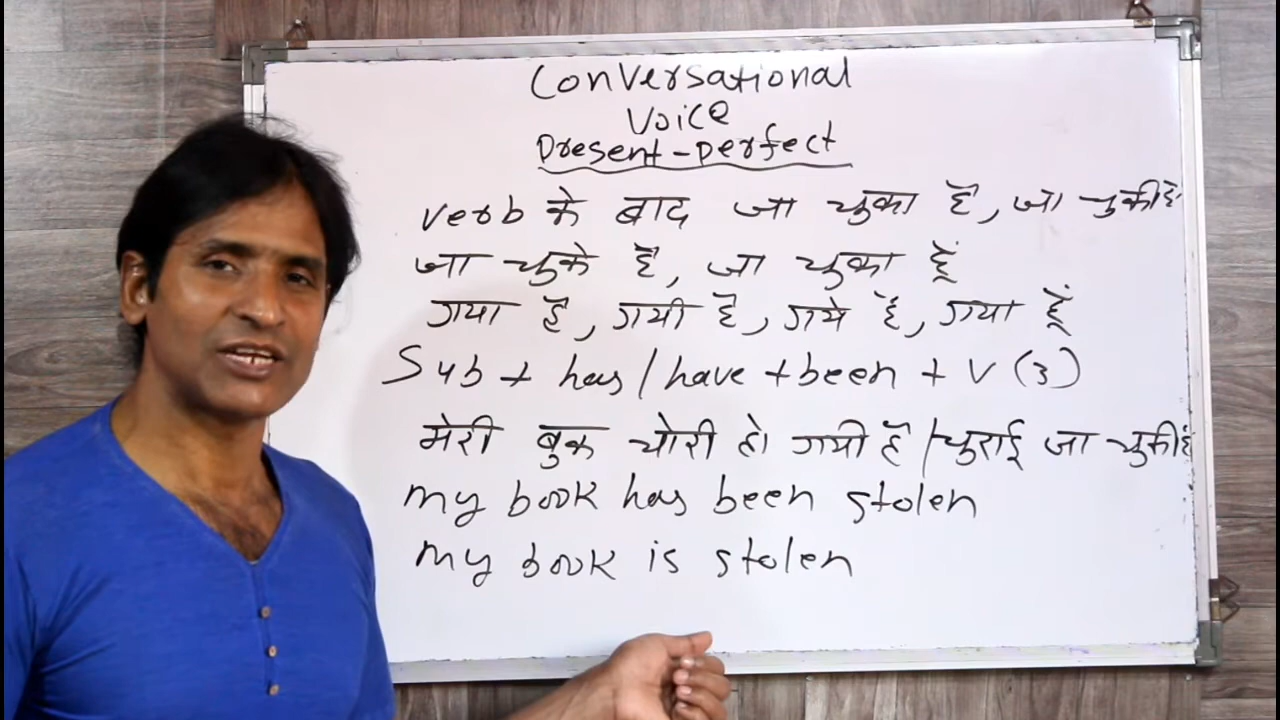 Conversational
Voice
Present-perfect
verb के बाद जा चुका है, जा चुकी है
जा चुके हैं, जा चुका हूँ
गया है, गयी है, गये हैं, गया हूँ
Sub + has/have + been + V (3)
मेरी बुक चोरी हो गयी है / चुराई जा चुकी है
my book has been stolen
my book is stolen